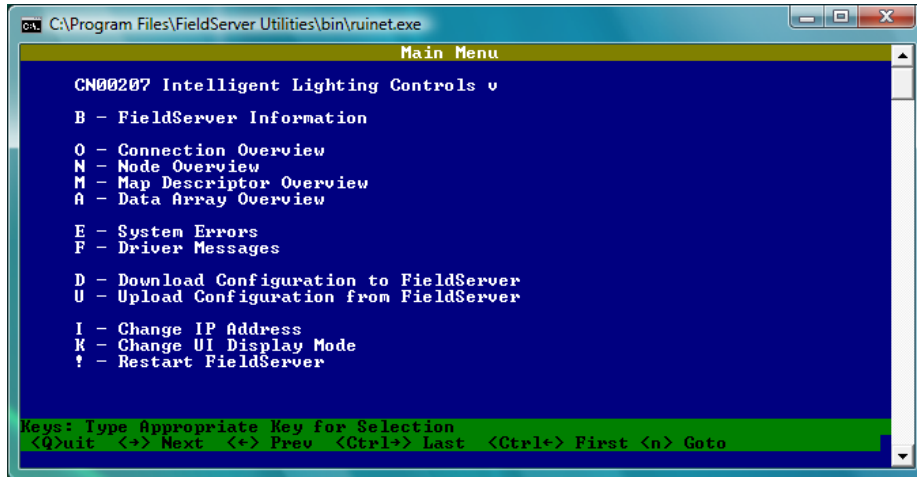 C:\Program Files\FieldServer Utilities\bin\ruinet.exe
Main Menu
CN00207 Intelligent Lighting Controls v
B - FieldServer Information
O - Connection Overview
N - Node Overview
M - Map Descriptor Overview
A - Data Array Overview
E - System Errors
F - Driver Messages
D - Download Configuration to FieldServer
U - Upload Configuration from FieldServer
I - Change IP Address
K - Change UI Display Mode
! - Restart FieldServer
Keys: Type Appropriate Key for Selection
<Q>uit <→> Next <←> Prev <Ctrl→> Last <Ctrl←> First <n> Goto